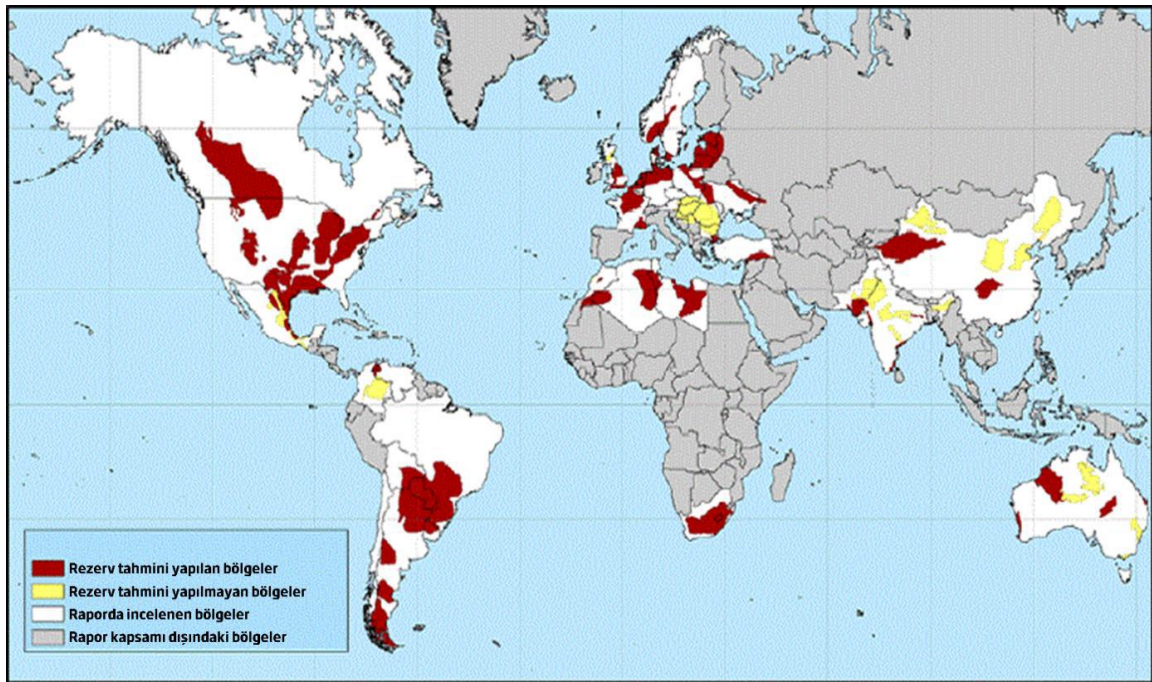 Rezerv tahmini yapılan bölgeler
Rezerv tahmini yapılmayan bölgeler
Raporda incelenen bölgeler
Rapor kapsamı dışındaki bölgeler